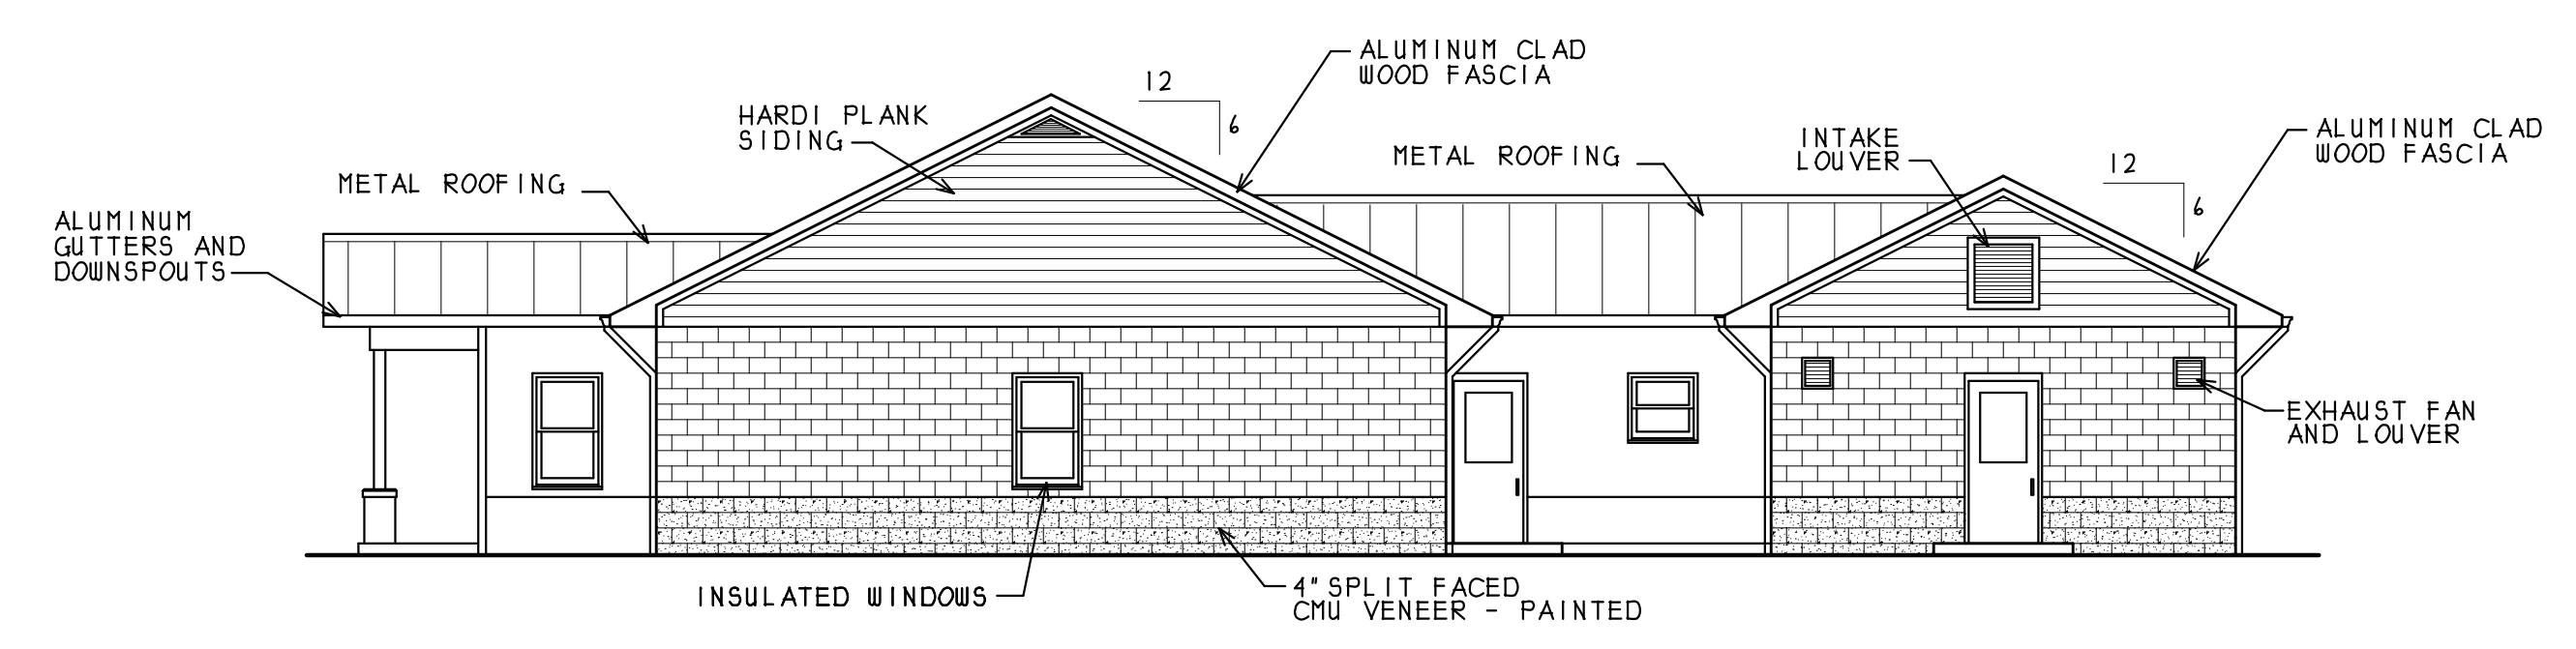 ALUMINUM CLAD
WOOD FASCIA
12
6
HARDI PLANK
SIDING
METAL ROOFING
ALUMINUM
GUTTERS AND
DOWNSPOUTS
METAL ROOFING
INTAKE
LOUVER
12
6
ALUMINUM CLAD
WOOD FASCIA
EXHAUST FAN
AND LOUVER
INSULATED WINDOWS
4" SPLIT FACED
CMU VENEER - PAINTED